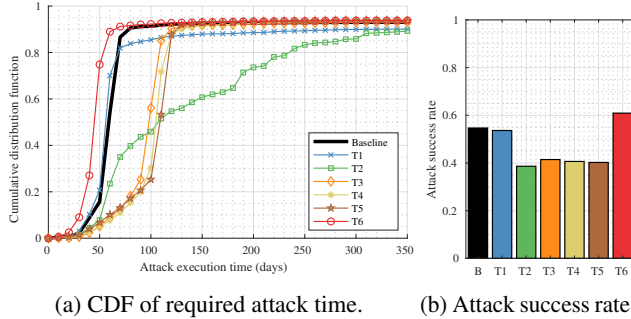 Cumulative distribution function
1
0.8
0.6
0.4
0.2
0
0 50 100 150 200 250 300 350
Attack execution time (days)
Baseline
T1
T2
T3
T4
T5
T6
(a) CDF of required attack time.
Attack success rate
1
0.8
0.6
0.4
0.2
0
B T1 T2 T3 T4 T5 T6
(b) Attack success rate